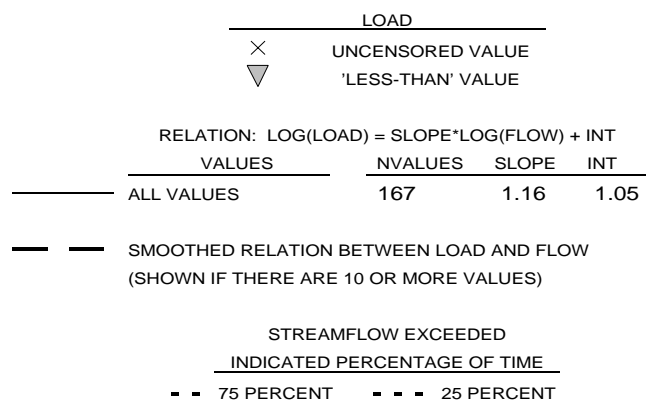 LOAD
UNCENSORED VALUE
'LESS-THAN' VALUE
RELATION: LOG(LOAD) = SLOPE*LOG(FLOW) + INT
VALUES NVALUES SLOPE INT
ALL VALUES 167 1.16 1.05
SMOOTHED RELATION BETWEEN LOAD AND FLOW
(SHOWN IF THERE ARE 10 OR MORE VALUES)
STREAMFLOW EXCEEDED
INDICATED PERCENTAGE OF TIME
75 PERCENT 25 PERCENT